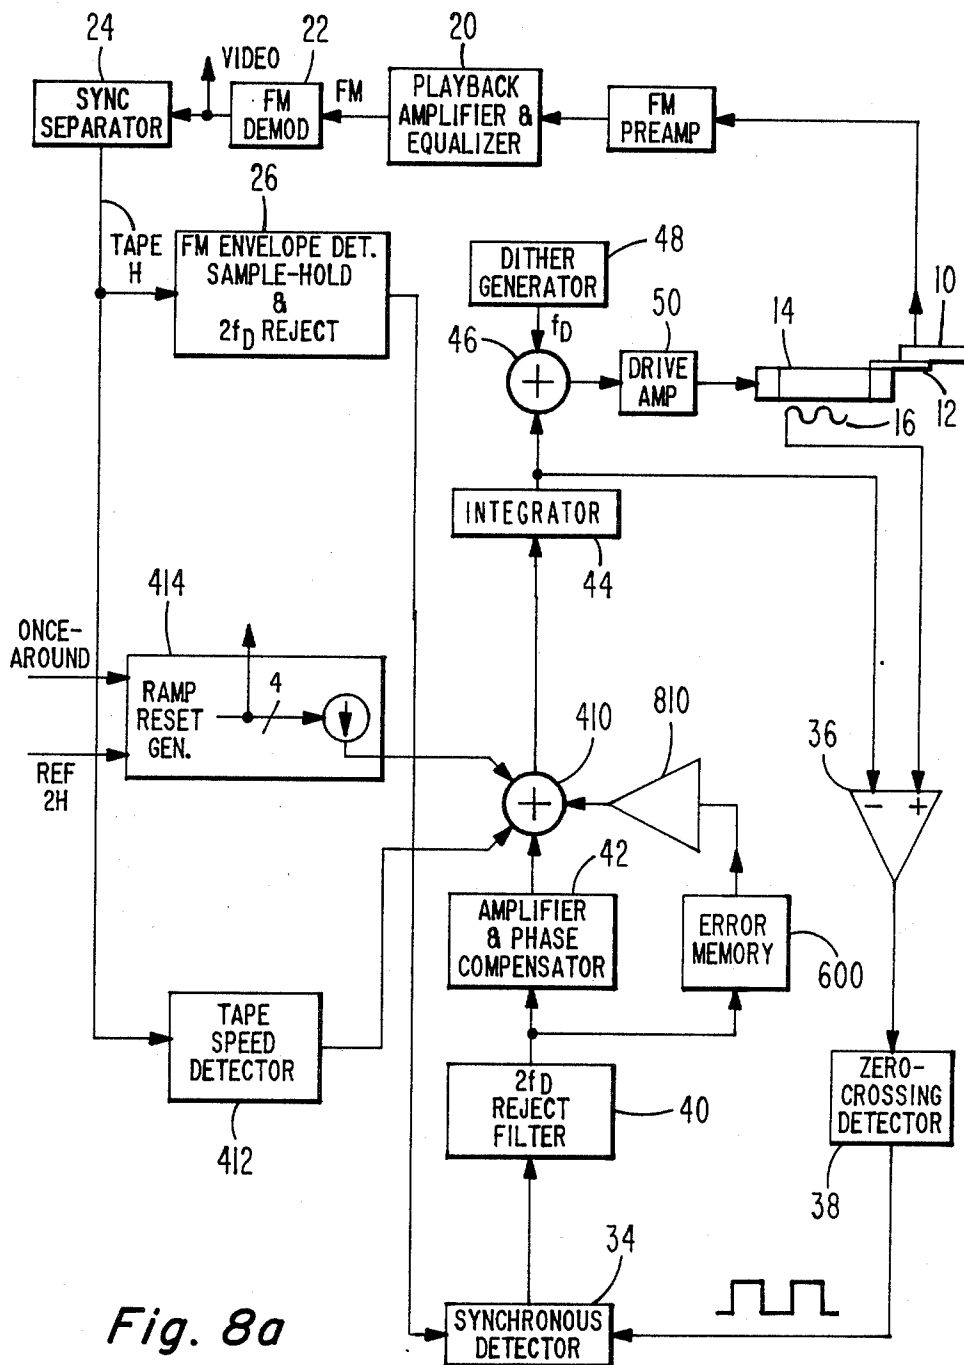 24
VIDEO
22
20
SYNC
SEPARATOR
FM
DEMOD
FM
PLAYBACK
AMPLIFIER &
EQUALIZER
FM
PREAMP
TAPE
H
26
FM ENVELOPE DET.
SAMPLE-HOLD
&
2fD REJECT
DITHER
GENERATOR
48
fD
46
+
50
DRIVE
AMP
14
10
12
16
INTEGRATOR
44
414
ONCE-
AROUND
RAMP
RESET
GEN.
4
REF
2H
410
+
810
36
- +
42
AMPLIFIER
& PHASE
COMPENSATOR
ERROR
MEMORY
600
TAPE
SPEED
DETECTOR
412
2fD
REJECT
FILTER
40
ZERO-
CROSSING
DETECTOR
38
34
SYNCHRONOUS
DETECTOR
Fig. 8a